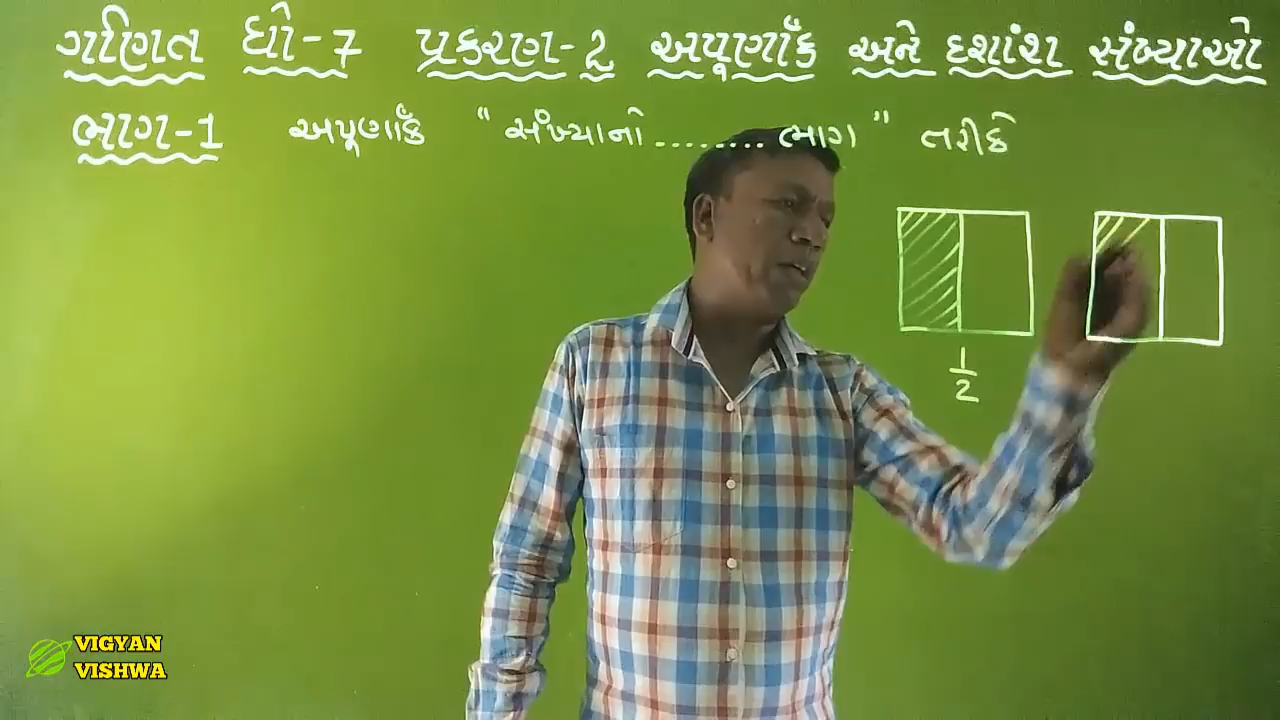 ગણિત ધો-7 પ્રકરણ-2 અપૂર્ણાંક અને દશાંશ સંખ્યાઓ
ભાગ-1 અપૂર્ણાંક "સંખ્યાનો ........ ભાગ" તરીકે
1
2
VIGYAN
VISHWA